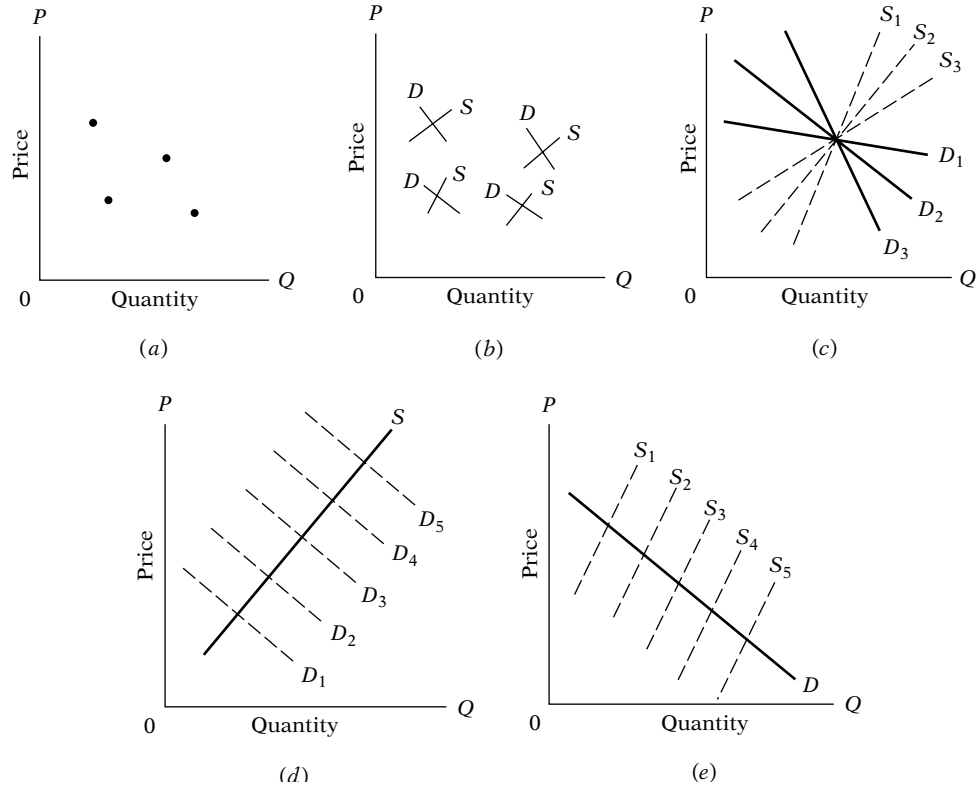 P
Price
Q
0
Quantity
(a)
P
D
S
D
S
D
S
D
S
Price
Q
0
Quantity
(b)
P
S1
S2
S3
Price
D1
D2
D3
Q
0
Quantity
(c)
P
S
D5
D4
D3
D2
D1
Price
Q
0
Quantity
(d)
P
S1
S2
S3
S4
S5
Price
D
Q
0
Quantity
(e)